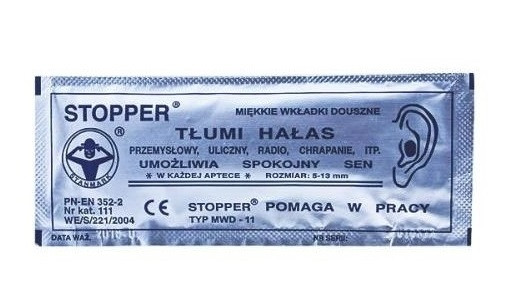 STOPPER®
MIĘKKIE WKŁADKI DOUSZNE
TŁUMI HAŁAS
PRZEMYSŁOWY, ULICZNY, RADIO, CHRAPANIE, ITP.
UMOŻLIWIA SPOKOJNY SEN
* W KAŻDEJ APTECE * ROZMIAR: 5-13 mm
®
STANMARK
PN-EN 352-2
Nr kat. 111
WE/S/221/2004
CE STOPPER® POMAGA W PRACY
TYP MWD - 11
DATA WAŻ.
NR SERII: